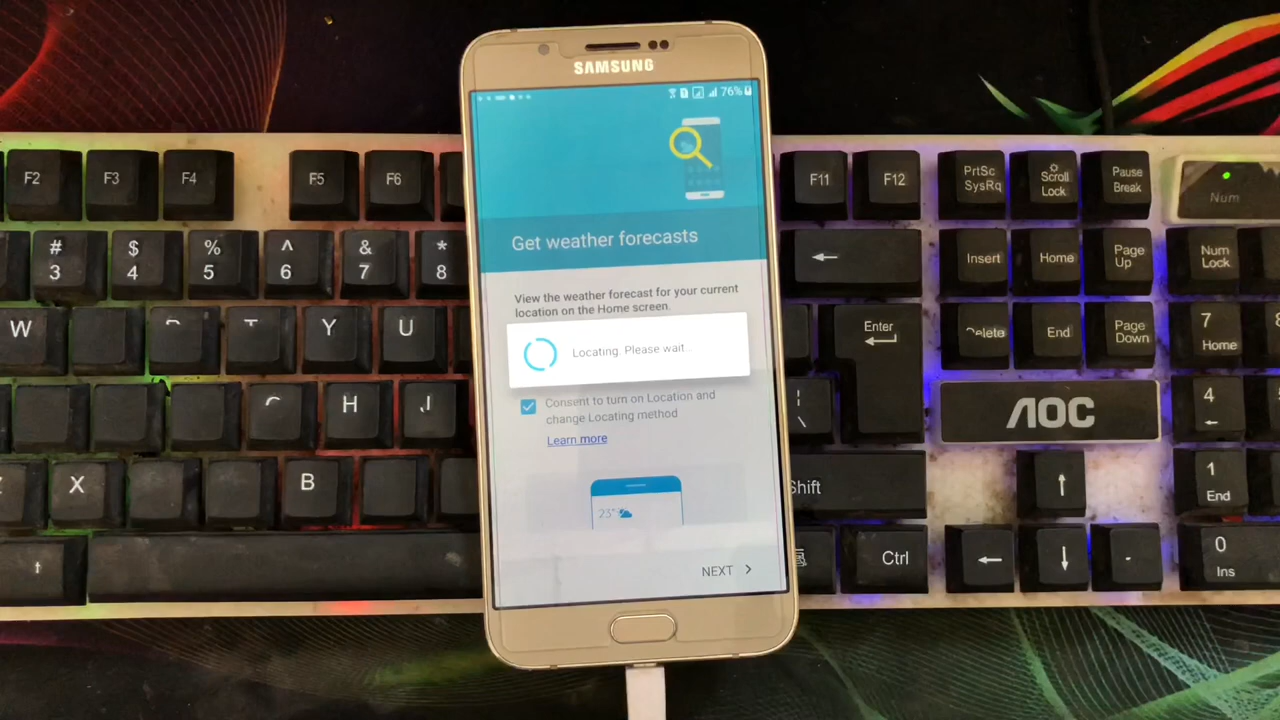 SAMSUNG
76%
Get weather forecasts
View the weather forecast for your current
location on the Home screen.
Locating. Please wait...
Consent to turn on Location and
change Locating method
Learn more
23°
NEXT
F2
F3
F4
F5
F6
F11
F12
PrtSc
SysRq
Scroll
Lock
Pause
Break
Num
#
3
$
4
%
5
^
6
&
7
*
8
Insert
Home
Page
Up
Num
Lock
W
Y
U
Enter
Delete
End
Page
Down
7
Home
H
J
AOC
4
X
B
Shift
1
End
Ctrl
0
Ins